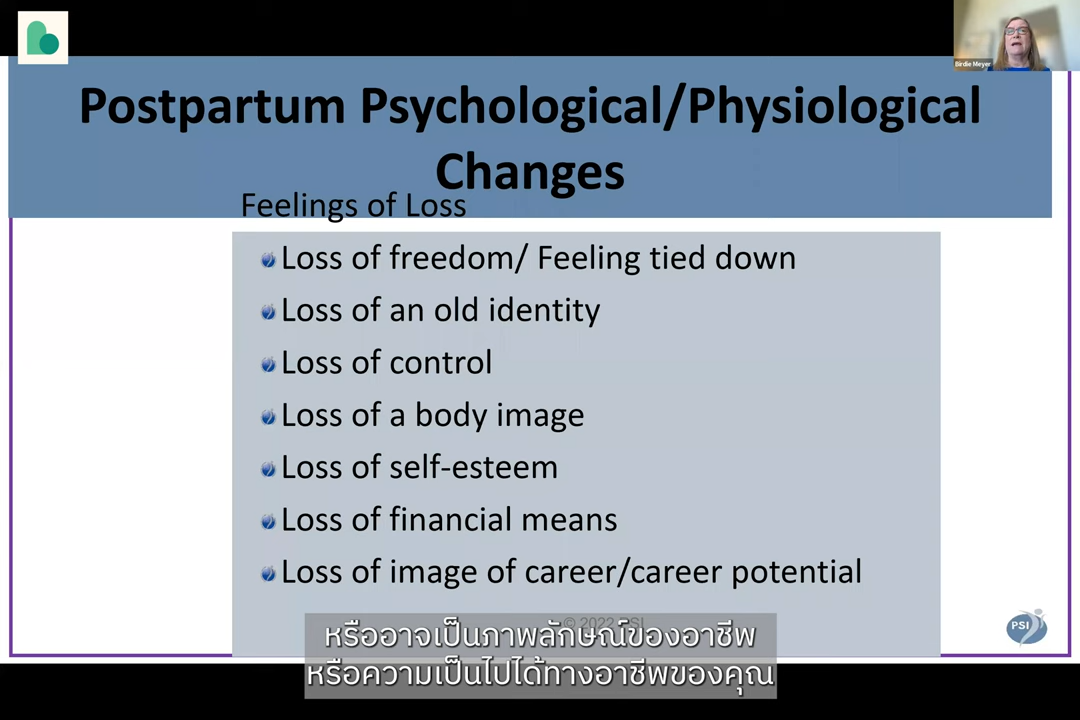 Birdie Meyer
Postpartum Psychological/Physiological
Changes
Feelings of Loss
Loss of freedom/ Feeling tied down
Loss of an old identity
Loss of control
Loss of a body image
Loss of self-esteem
Loss of financial means
Loss of image of career/career potential
© 2022 PSI
หรืออาจเป็นภาพลักษณ์ของอาชีพ
หรือความเป็นไปได้ทางอาชีพของคุณ
PSI